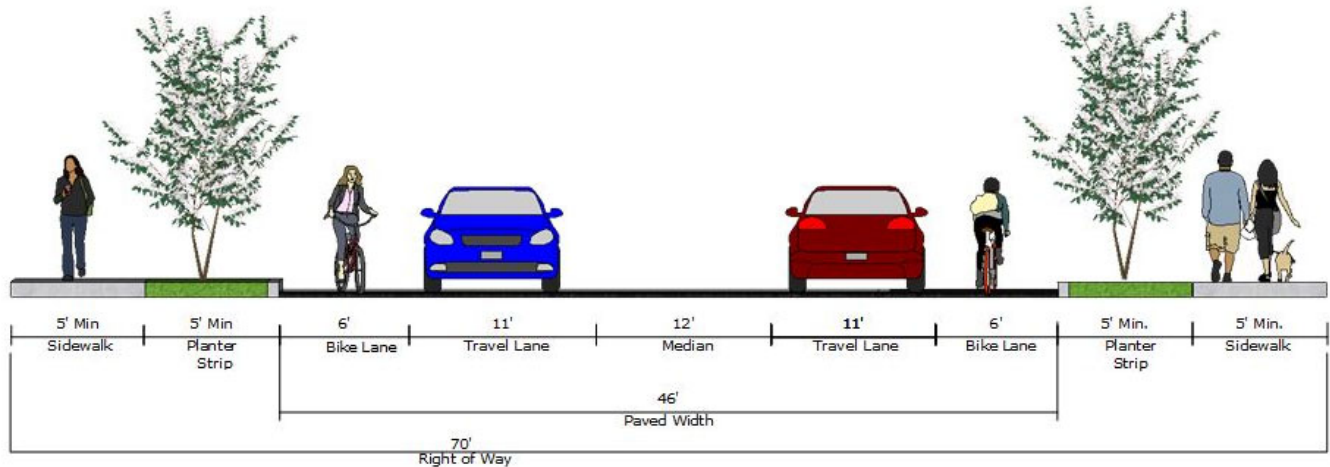 5' Min 5' Min 6' 11' 12' 11' 6' 5' Min. 5' Min.
Sidewalk Planter Bike Lane Travel Lane Median Travel Lane Bike Lane Planter Sidewalk
Strip Strip
46'
Paved Width
70'
Right of Way